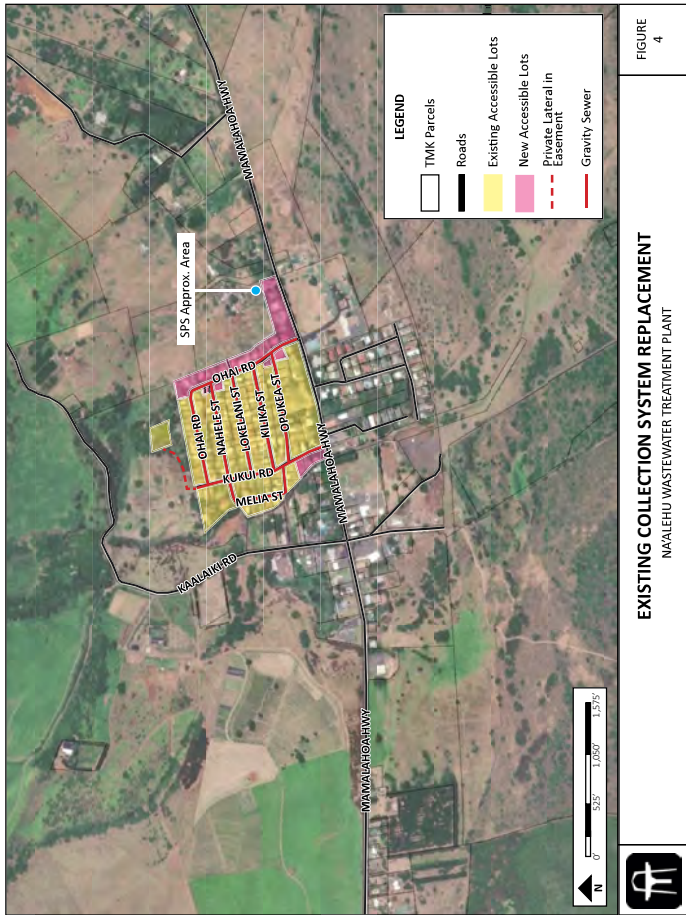 MAMALAHOA HWY
SPS Approx. Area
OHAI RD
OHAI RD
NAHELE ST
LOKELANI ST
KILIKA ST
OPUKEA ST
KUKUI RD
MELIA ST
MAMALAHOA HWY
KAALAIKI RD
MAMALAHOA HWY
LEGEND
TMK Parcels
Roads
Existing Accessible Lots
New Accessible Lots
Private Lateral in
Easement
Gravity Sewer
N
0'
525'
1,050'
1,575'
EXISTING COLLECTION SYSTEM REPLACEMENT
NA'ALEHU WASTEWATER TREATMENT PLANT
FIGURE
4